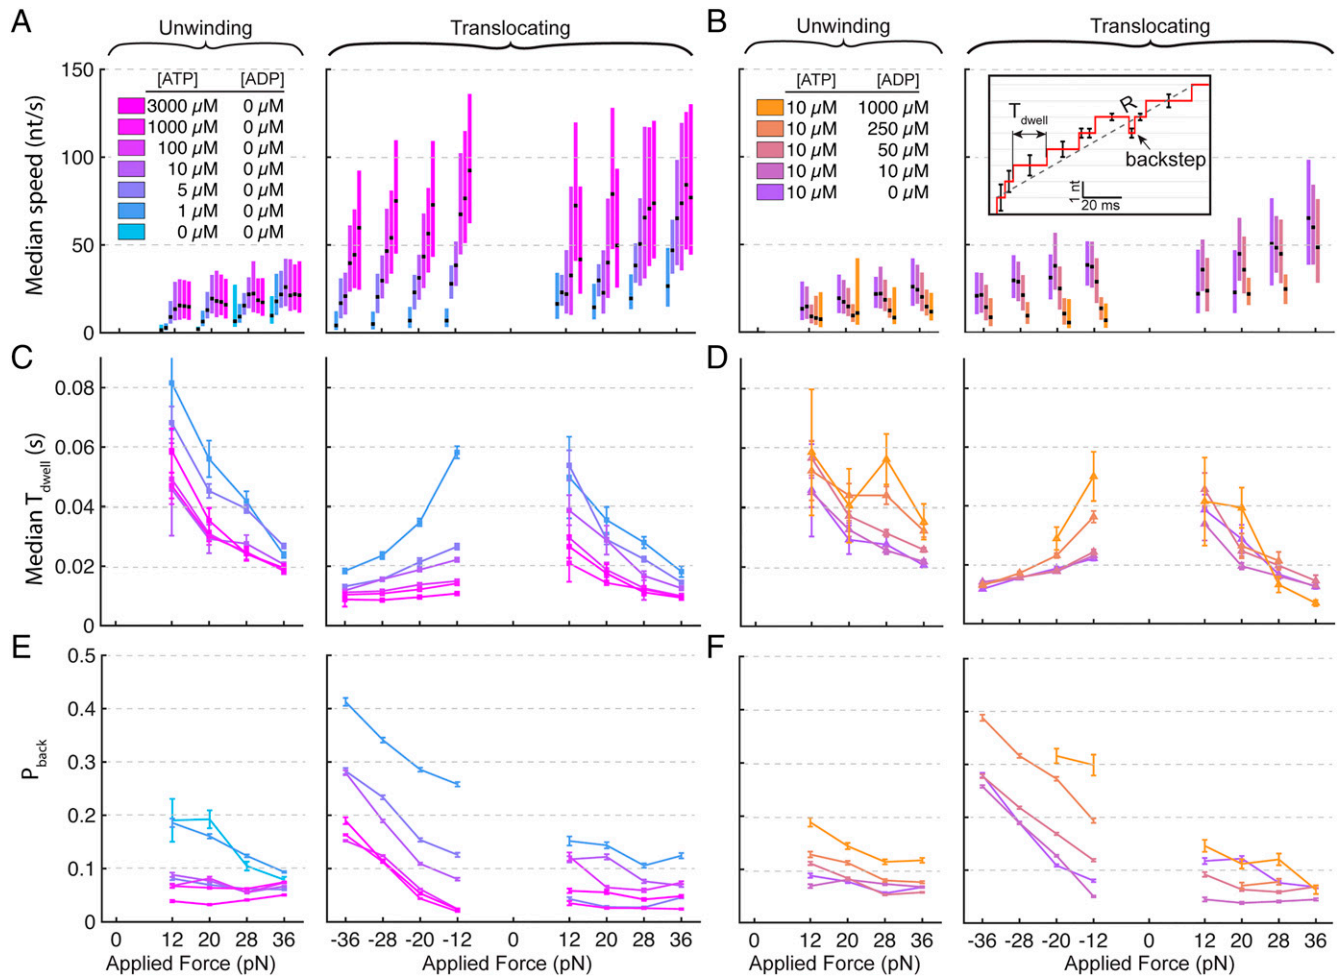 A
Unwinding
Translocating
B
Unwinding
Translocating
Median speed (nt/s)
150
100
50
0
[ATP] [ADP]
3000 µM 0 µM
1000 µM 0 µM
100 µM 0 µM
10 µM 0 µM
5 µM 0 µM
1 µM 0 µM
0 µM 0 µM
[ATP] [ADP]
10 µM 1000 µM
10 µM 250 µM
10 µM 50 µM
10 µM 10 µM
10 µM 0 µM
T dwell
R
backstep
1 nt
20 ms
C
D
Median T dwell (s)
0.08
0.06
0.04
0.02
0
E
F
P back
0.5
0.4
0.3
0.2
0.1
0
0 12 20 28 36
-36 -28 -20 -12 0 12 20 28 36
0 12 20 28 36
-36 -28 -20 -12 0 12 20 28 36
Applied Force (pN)
Applied Force (pN)
Applied Force (pN)
Applied Force (pN)